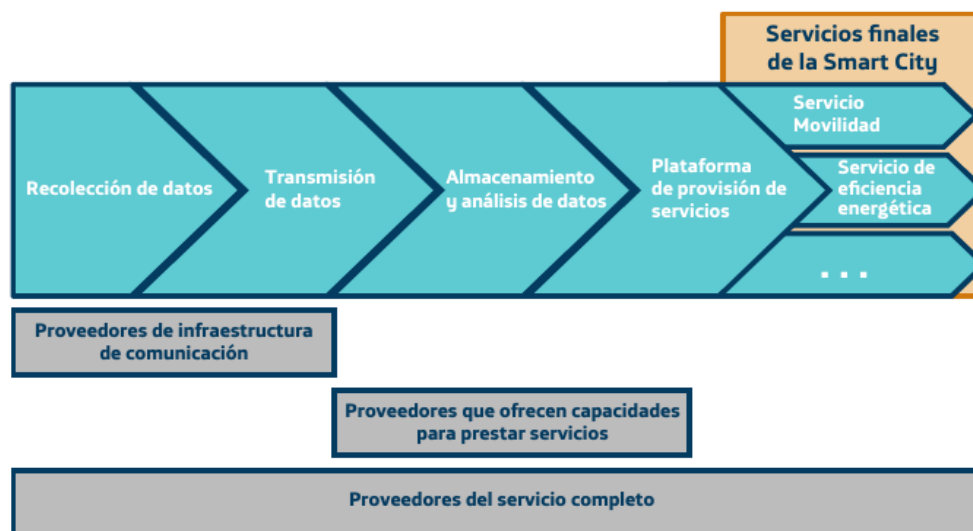 Servicios finales
de la Smart City
Recolección de datos
Transmisión
de datos
Almacenamiento
y análisis de datos
Plataforma
de provisión de
servicios
Servicio
Movilidad
Servicio de
eficiencia
energética
. . .
Proveedores de infraestructura
de comunicación
Proveedores que ofrecen capacidades
para prestar servicios
Proveedores del servicio completo